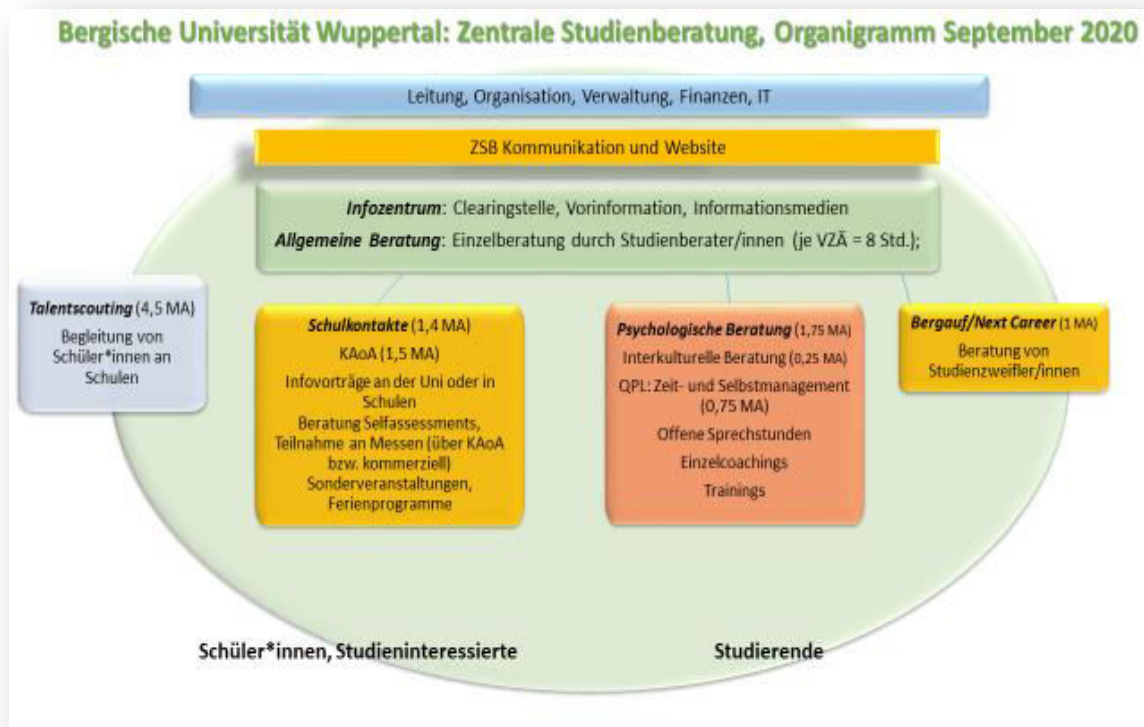 Bergische Universität Wuppertal: Zentrale Studienberatung, Organigramm September 2020
Leitung, Organisation, Verwaltung, Finanzen, IT
ZSB Kommunikation und Website
Infozentrum: Clearingstelle, Vorinformation, Informationsmedien
Allgemeine Beratung: Einzelberatung durch Studienberater/innen (je VZÄ = 8 Std.);
Talentscouting (4,5 MA)
Begleitung von
Schüler*innen an
Schulen
Schulkontakte (1,4 MA)
KAoA (1,5 MA)
Infovorträge an der Uni oder in
Schulen
Beratung Selfassessments,
Teilnahme an Messen (über KAoA
bzw. kommerziell)
Sonderveranstaltungen,
Ferienprogramme
Psychologische Beratung (1,75 MA)
Interkulturelle Beratung (0,25 MA)
QPL: Zeit- und Selbstmanagement
(0,75 MA)
Offene Sprechstunden
Einzelcoachings
Trainings
Bergauf/Next Career (1 MA)
Beratung von
Studienzweifler/innen
Schüler*innen, Studieninteressierte
Studierende